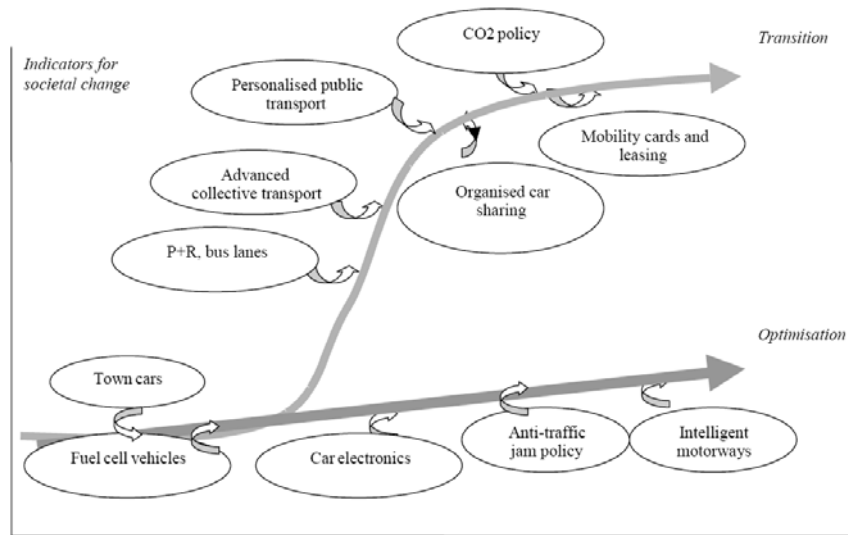 CO2 policy
Transition
Indicators for
societal change
Personalised public
transport
Mobility cards and
leasing
Advanced
collective transport
Organised car
sharing
P+R, bus lanes
Optimisation
Town cars
Fuel cell vehicles
Car electronics
Anti-traffic
jam policy
Intelligent
motorways